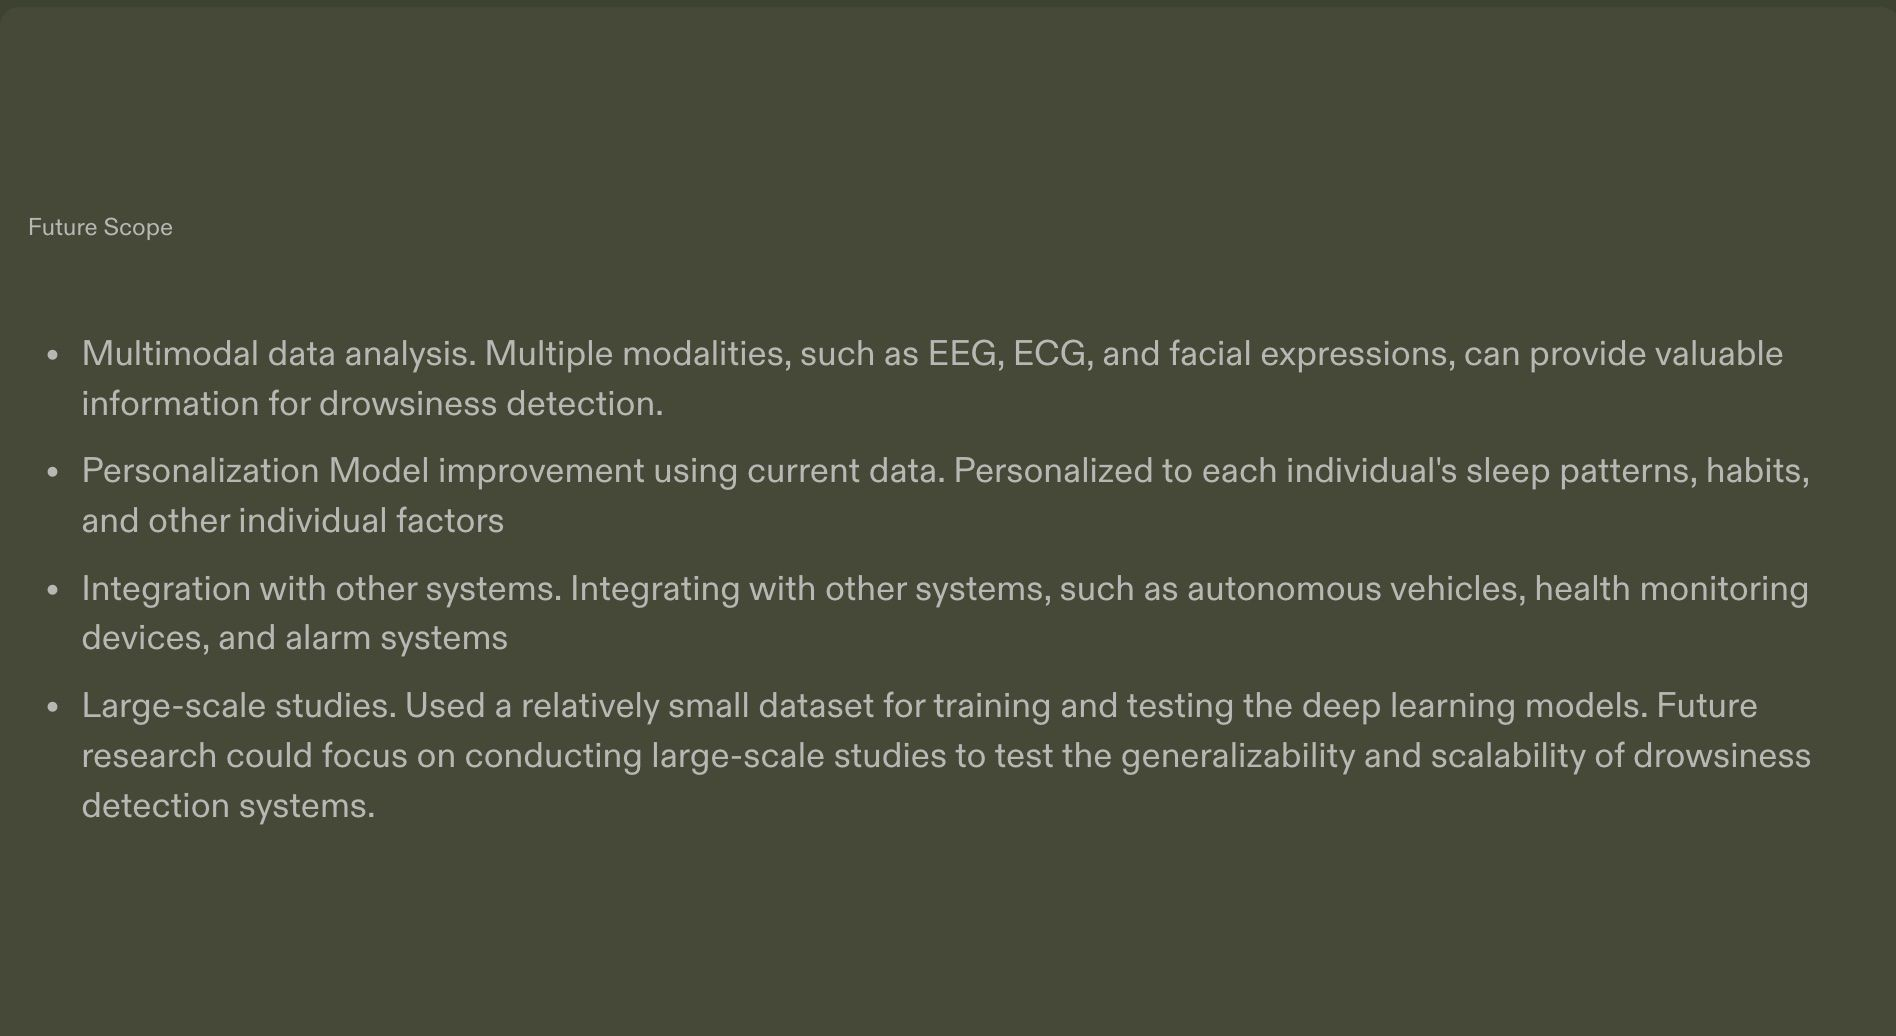 Future Scope
• Multimodal data analysis. Multiple modalities, such as EEG, ECG, and facial expressions, can provide valuable
information for drowsiness detection.
• Personalization Model improvement using current data. Personalized to each individual's sleep patterns, habits,
and other individual factors
• Integration with other systems. Integrating with other systems, such as autonomous vehicles, health monitoring
devices, and alarm systems
• Large-scale studies. Used a relatively small dataset for training and testing the deep learning models. Future
research could focus on conducting large-scale studies to test the generalizability and scalability of drowsiness
detection systems.